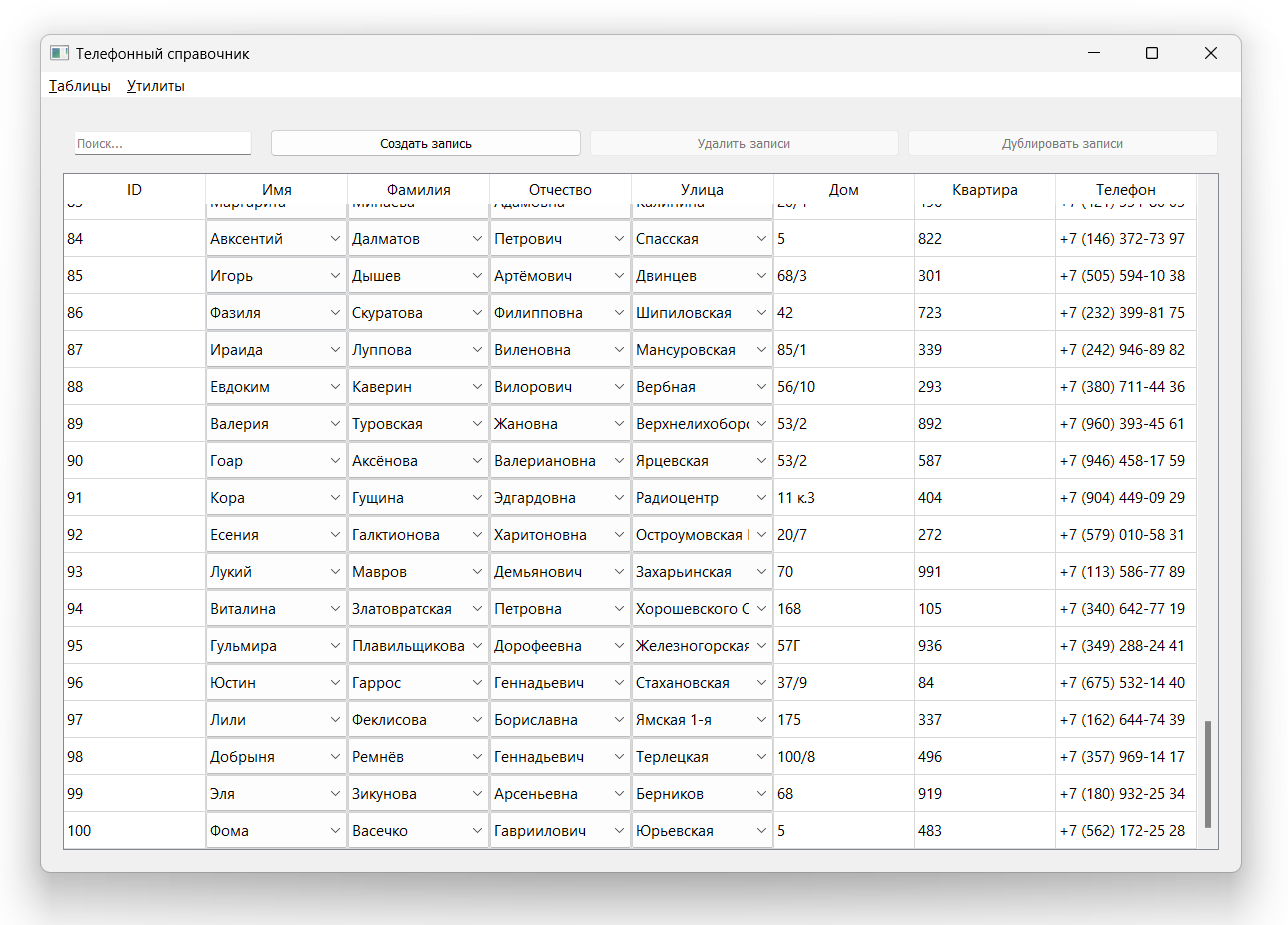 Телефонный справочник
Таблицы Утилиты
Поиск... Создать запись Удалить записи Дублировать записи
ID Имя Фамилия Отчество Улица Дом Квартира Телефон
84 Авксентий Далматов Петрович Спасская 5 822 +7 (146) 372-73 97
85 Игорь Дышев Артёмович Двинцев 68/3 301 +7 (505) 594-10 38
86 Фазиля Скуратова Филипповна Шипиловская 42 723 +7 (232) 399-81 75
87 Ираида Луппова Виленовна Мансуровская 85/1 339 +7 (242) 946-89 82
88 Евдоким Каверин Вилорович Вербная 56/10 293 +7 (380) 711-44 36
89 Валерия Туровская Жановна Верхнелихоборс 53/2 892 +7 (960) 393-45 61
90 Гоар Аксёнова Валериановна Ярцевская 53/2 587 +7 (946) 458-17 59
91 Кора Гущина Эдгардовна Радиоцентр 11 к.3 404 +7 (904) 449-09 29
92 Есения Галктионова Харитоновна Остроумовская 20/7 272 +7 (579) 010-58 31
93 Лукий Мавров Демьянович Захарьинская 70 991 +7 (113) 586-77 89
94 Виталина Златовратская Петровна Хорошевского С 168 105 +7 (340) 642-77 19
95 Гульмира Плавильщикова Дорофеевна Железногорская 57Г 936 +7 (349) 288-24 41
96 Юстин Гаррос Геннадьевич Стахановская 37/9 84 +7 (675) 532-14 40
97 Лили Феклисова Бориславна Ямская 1-я 175 337 +7 (162) 644-74 39
98 Добрыня Ремнёв Геннадьевич Терлецкая 100/8 496 +7 (357) 969-14 17
99 Эля Зикунова Арсеньевна Берников 68 919 +7 (180) 932-25 34
100 Фома Васечко Гавриилович Юрьевская 5 483 +7 (562) 172-25 28